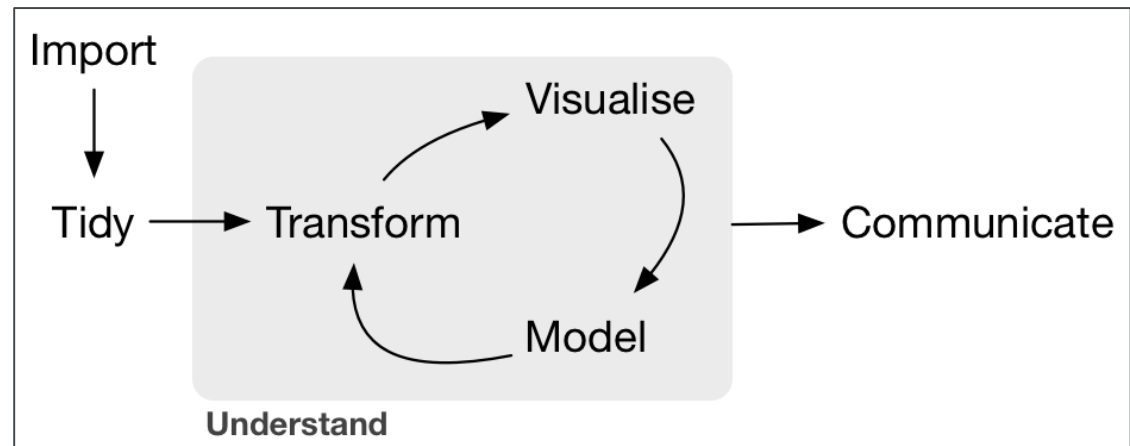 Import
Visualise
Tidy
Transform
Communicate
Model
Understand